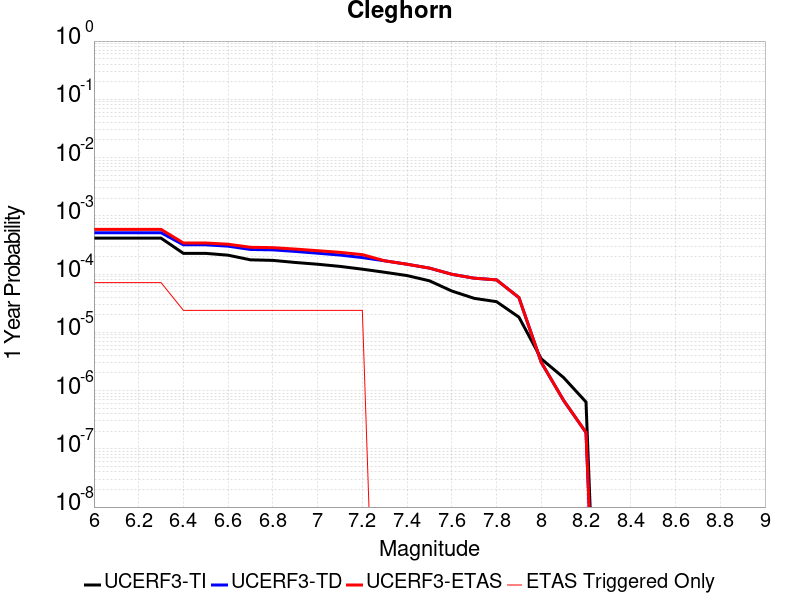 Cleghorn
10^0
10^-1
10^-2
10^-3
10^-4
10^-5
10^-6
10^-7
10^-8
1 Year Probability
6 6.2 6.4 6.6 6.8 7 7.2 7.4 7.6 7.8 8 8.2 8.4 8.6 8.8 9
Magnitude
UCERF3-TI UCERF3-TD UCERF3-ETAS ETAS Triggered Only